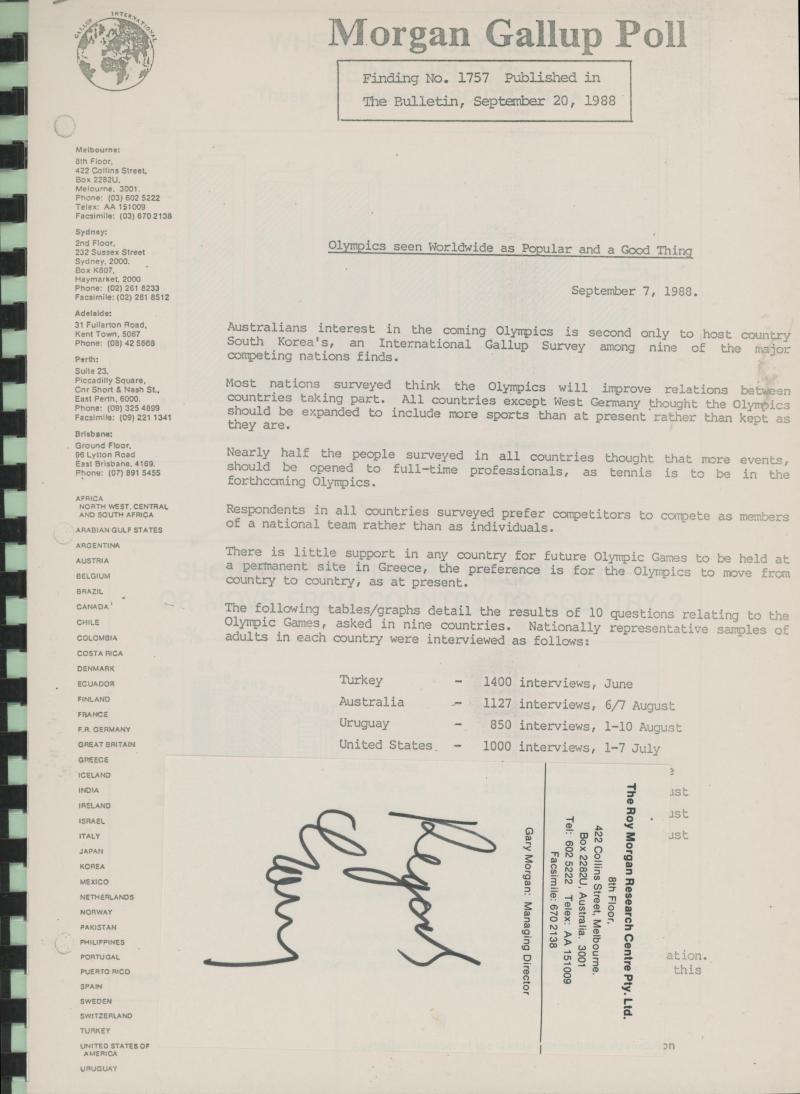 GALLUP INTERNATIONAL
Morgan Gallup Poll
Finding No. 1757 Published in
The Bulletin, September 20, 1988
Melbourne:
8th Floor,
422 Collins Street,
Box 2282U,
Melourne, 3001.
Phone: (03) 602 5222
Telex: AA 151009
Facsimile: (03) 670 2138
Sydney:
2nd Floor,
232 Sussex Street
Sydney, 2000.
Box K807,
Haymarket, 2000
Phone: (02) 261 8233
Facsimile: (02) 261 8512
Adelaide:
31 Fullarton Road,
Kent Town, 5067
Phone: (08) 42 5568
Perth:
Suite 23,
Piccadilly Square,
Cnr Short & Nash St.,
East Perth, 6000.
Phone: (09) 325 4899
Facsimile: (09) 221 1341
Brisbane:
Ground Floor,
96 Lytton Road
East Brisbane, 4169.
Phone: (07) 891 5455
AFRICA
NORTH WEST, CENTRAL
AND SOUTH AFRICA
ARABIAN GULF STATES
ARGENTINA
AUSTRIA
BELGIUM
BRAZIL
CANADA
CHILE
COLOMBIA
COSTA RICA
DENMARK
ECUADOR
FINLAND
FRANCE
F.R. GERMANY
GREAT BRITAIN
GREECE
ICELAND
INDIA
IRELAND
ISRAEL
ITALY
JAPAN
KOREA
MEXICO
NETHERLANDS
NORWAY
PAKISTAN
PHILIPPINES
PORTUGAL
PUERTO RICO
SPAIN
SWEDEN
SWITZERLAND
TURKEY
UNITED STATES OF
AMERICA
URUGUAY
Olympics seen Worldwide as Popular and a Good Thing
September 7, 1988.
Australians interest in the coming Olympics is second only to host country
South Korea's, an International Gallup Survey among nine of the major
competing nations finds.
Most nations surveyed think the Olympics will improve relations between
countries taking part. All countries except West Germany thought the Olympics
should be expanded to include more sports than at present rather than kept as
they are.
Nearly half the people surveyed in all countries thought that more events,
should be opened to full-time professionals, as tennis is to be in the
forthcoming Olympics.
Respondents in all countries surveyed prefer competitors to compete as members
of a national team rather than as individuals.
There is little support in any country for future Olympic Games to be held at
a permanent site in Greece, the preference is for the Olympics to move from
country to country, as at present.
The following tables/graphs detail the results of 10 questions relating to the
Olympic Games, asked in nine countries. Nationally representative samples of
adults in each country were interviewed as follows:
Turkey - 1400 interviews, June
Australia - 1127 interviews, 6/7 August
Uruguay - 850 interviews, 1-10 August
United States - 1000 interviews, 1-7 July
ust
ust
ust
ation.
this
on
The Roy Morgan Research Centre Pty. Ltd.
8th Floor,
422 Collins Street, Melbourne.
Box 2282U, Australia. 3001
Tel: 602 5222 Telex: AA 151009
Facsimile: 670 2138
Gary Morgan: Managing Director
Regards
Gary